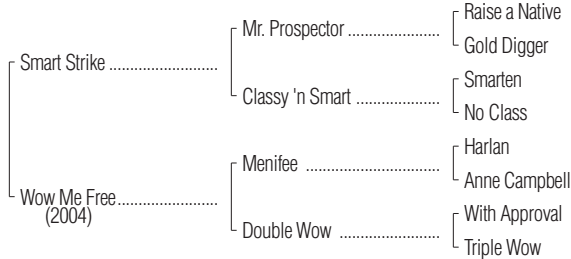 Raise a Native
Mr. Prospector ......................
Gold Digger
Smart Strike ..........................
Smarten
Classy 'n Smart ....................
No Class
Harlan
Menifee ................................
Anne Campbell
Wow Me Free........................
(2004)
With Approval
Double Wow ........................
Triple Wow